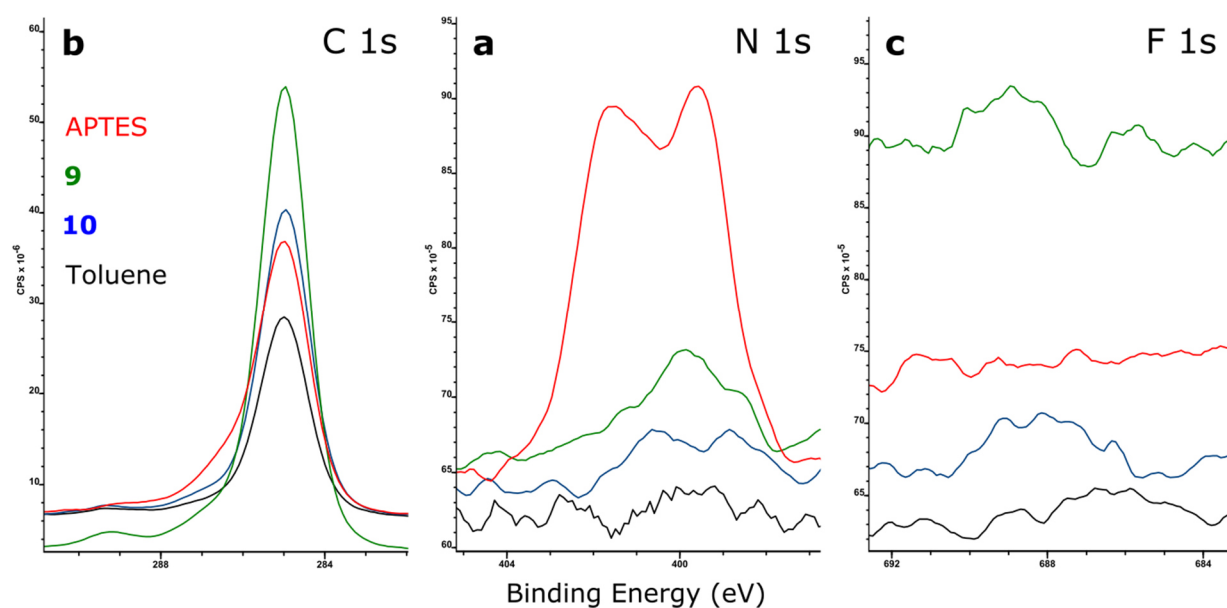 b
C 1s
APTES
9
10
Toluene
CPS x 10-6
60
50
40
30
20
10
288
284
a
N 1s
CPS x 10-5
95
90
85
80
75
70
65
60
404
400
c
F 1s
CPS x 10-5
95
90
85
80
75
70
65
692
688
684
Binding Energy (eV)